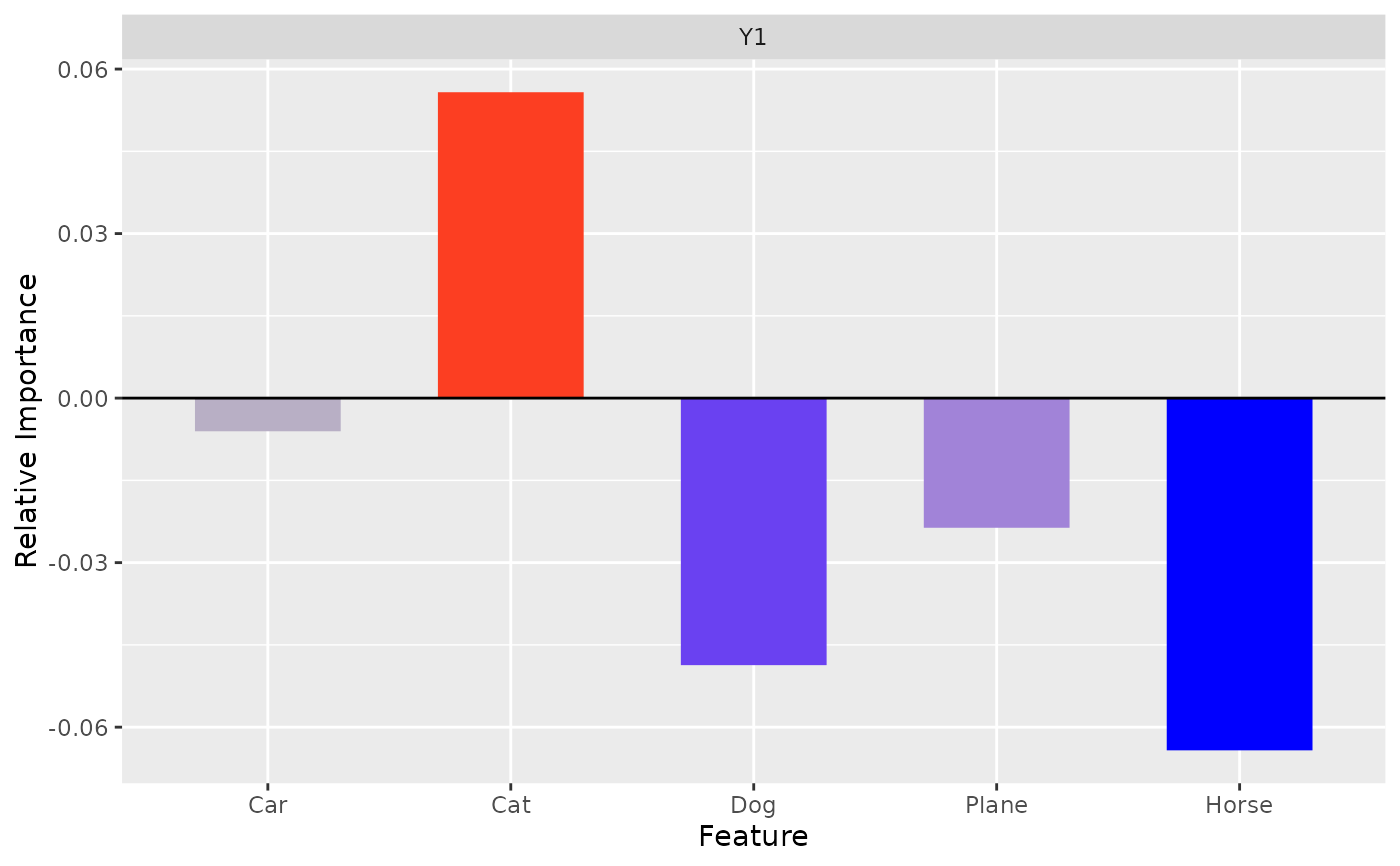 Y1
0.06
0.03
0.00
-0.03
-0.06
Relative Importance
Car Cat Dog Plane Horse
Feature